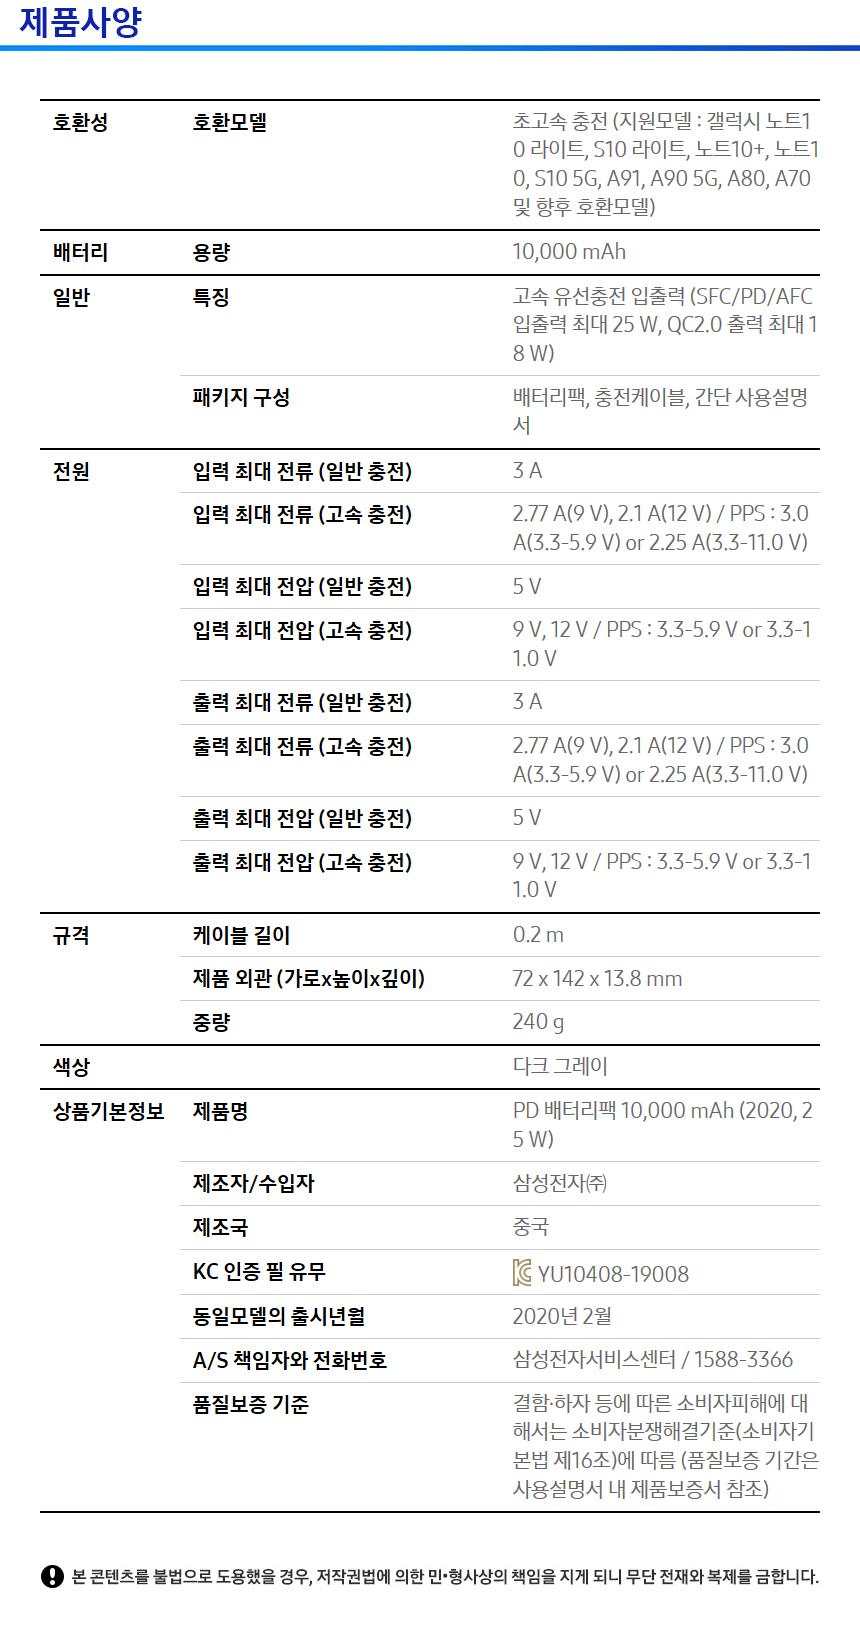 제품사양
호환성 호환모델 초고속 충전 (지원모델 : 갤럭시 노트1
0 라이트, S10 라이트, 노트10+, 노트1
0, S10 5G, A91, A90 5G, A80, A70
및 향후 호환모델)
배터리 용량 10,000 mAh
일반 특징 고속 유선충전 입출력 (SFC/PD/AFC
입출력 최대 25 W, QC2.0 출력 최대 1
8 W)
패키지 구성 배터리팩, 충전케이블, 간단 사용설명
서
전원 입력 최대 전류 (일반 충전) 3 A
입력 최대 전류 (고속 충전) 2.77 A(9 V), 2.1 A(12 V) / PPS : 3.0
A(3.3-5.9 V) or 2.25 A(3.3-11.0 V)
입력 최대 전압 (일반 충전) 5 V
입력 최대 전압 (고속 충전) 9 V, 12 V / PPS : 3.3-5.9 V or 3.3-1
1.0 V
출력 최대 전류 (일반 충전) 3 A
출력 최대 전류 (고속 충전) 2.77 A(9 V), 2.1 A(12 V) / PPS : 3.0
A(3.3-5.9 V) or 2.25 A(3.3-11.0 V)
출력 최대 전압 (일반 충전) 5 V
출력 최대 전압 (고속 충전) 9 V, 12 V / PPS : 3.3-5.9 V or 3.3-1
1.0 V
규격 케이블 길이 0.2 m
제품 외관 (가로x높이x깊이) 72 x 142 x 13.8 mm
중량 240 g
색상 다크 그레이
상품기본정보 제품명 PD 배터리팩 10,000 mAh (2020, 2
5 W)
제조자/수입자 삼성전자㈜
제조국 중국
KC 인증 필 유무 KC YU10408-19008
동일모델의 출시년월 2020년 2월
A/S 책임자와 전화번호 삼성전자서비스센터 / 1588-3366
품질보증 기준 결함·하자 등에 따른 소비자피해에 대
해서는 소비자분쟁해결기준(소비자기
본법 제16조)에 따름 (품질보증 기간은
사용설명서 내 제품보증서 참조)
본 콘텐츠를 불법으로 도용했을 경우, 저작권법에 의한 민•형사상의 책임을 지게 되니 무단 전재와 복제를 금합니다.